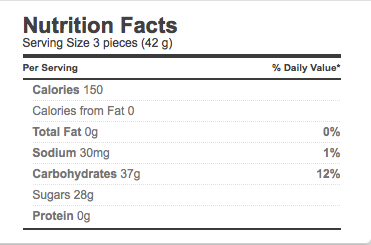 Nutrition Facts
Serving Size 3 pieces (42 g)
Per Serving % Daily Value*
Calories 150
Calories from Fat 0
Total Fat 0g 0%
Sodium 30mg 1%
Carbohydrates 37g 12%
Sugars 28g
Protein 0g